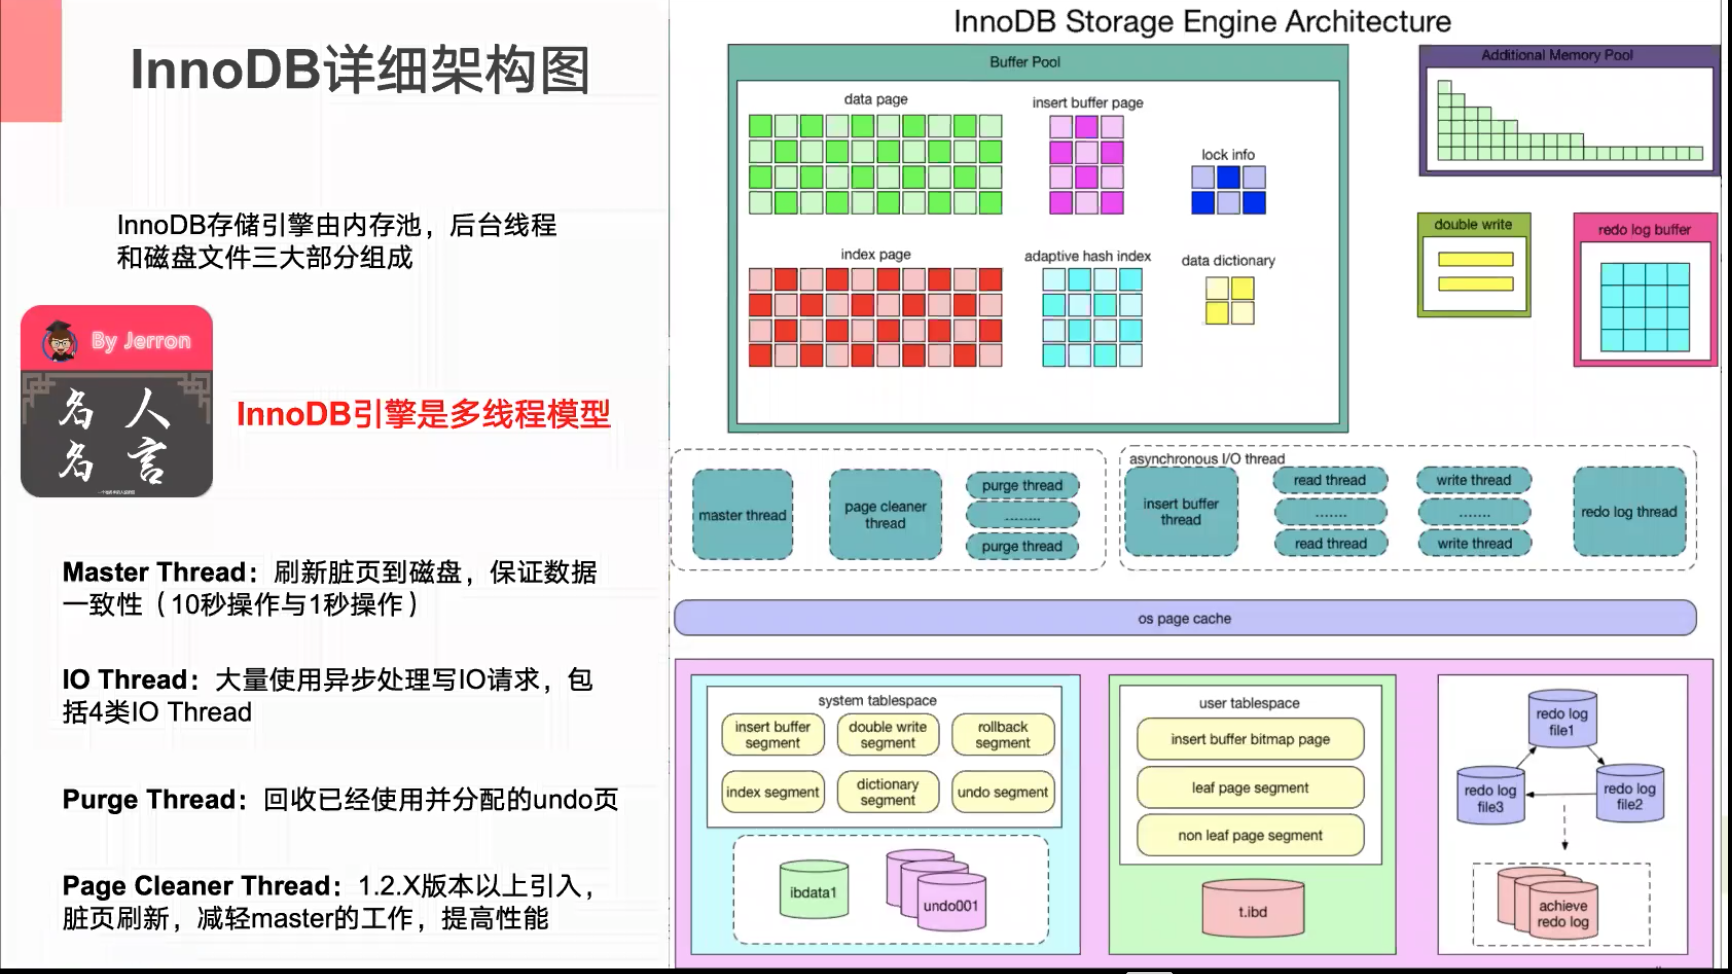 InnoDB详细架构图
InnoDB存储引擎由内存池，后台线程
和磁盘文件三大部分组成
By Jerron
名 人
名 言
InnoDB引擎是多线程模型
Master Thread：刷新脏页到磁盘，保证数据
一致性（10秒操作与1秒操作）
IO Thread：大量使用异步处理写IO请求，包
括4类IO Thread
Purge Thread：回收已经使用并分配的undo页
Page Cleaner Thread：1.2.X版本以上引入，
脏页刷新，减轻master的工作，提高性能
InnoDB Storage Engine Architecture
Buffer Pool
data page
insert buffer page
lock info
index page
adaptive hash index
data dictionary
Additional Memory Pool
double write
redo log buffer
master thread
page cleaner
thread
purge thread
........
purge thread
asynchronous I/O thread
insert buffer
thread
read thread
.......
read thread
write thread
.......
write thread
redo log thread
os page cache
system tablespace
insert buffer
segment
double write
segment
rollback
segment
index segment
dictionary
segment
undo segment
ibdata1
undo001
user tablespace
insert buffer bitmap page
leaf page segment
non leaf page segment
t.ibd
redo log
file1
redo log
file3
redo log
file2
achieve
redo log